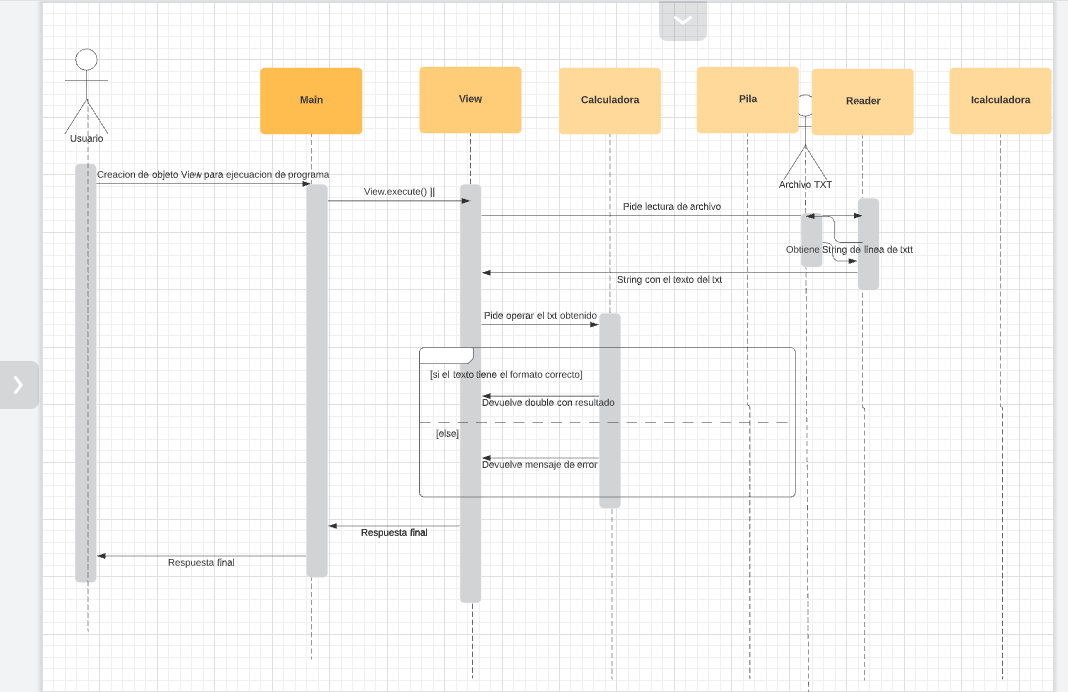 Main
View
Calculadora
Pila
Reader
Icalculadora
Usuario
Archivo TXT
Creacion de objeto View para ejecuacion de programa
View.execute() ||
Pide lectura de archivo
Obtiene String de linea de txtt
String con el texto del txt
Pide operar el txt obtenido
[si el texto tiene el formato correcto]
Devuelve double con resultado
[else]
Devuelve mensaje de error
Respuesta final
Respuesta final